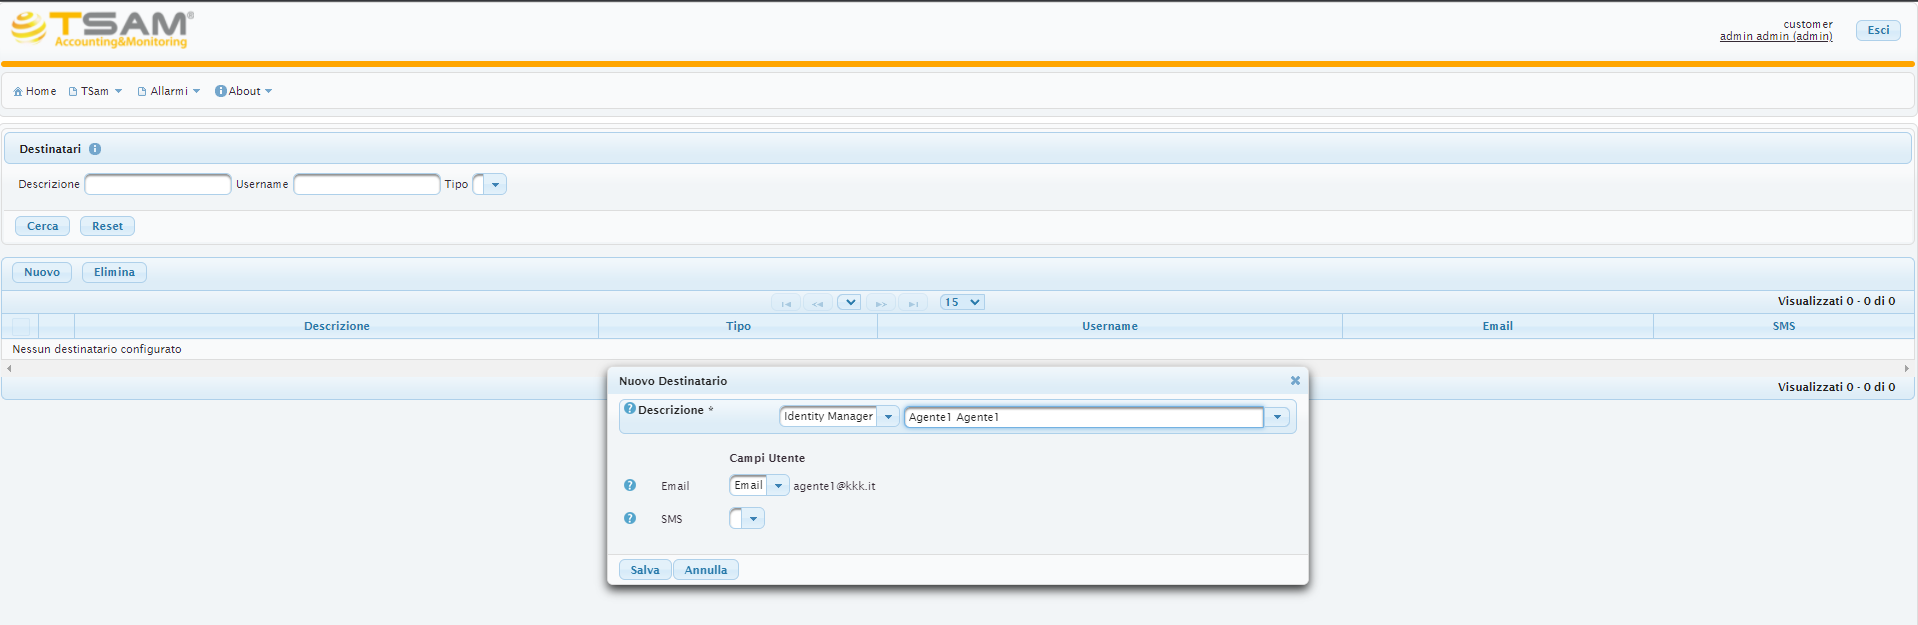 TSAM®
Accounting&Monitoring
customer
admin admin (admin)
Esci
Home TSam Allarmi About
Destinatari
Descrizione Username Tipo
Cerca Reset
Nuovo Elimina
15 Visualizzati 0 - 0 di 0
Descrizione Tipo Username Email SMS
Nessun destinatario configurato
Visualizzati 0 - 0 di 0
Nuovo Destinatario
Descrizione * Identity Manager Agente1 Agente1
Campi Utente
Email Email agente1@kkk.it
SMS
Salva Annulla